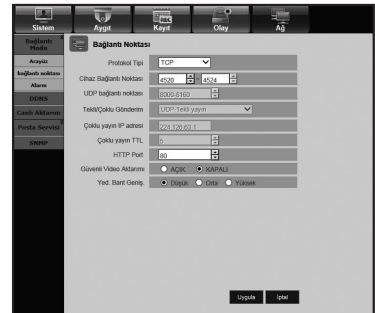 Sistem Aygıt Kayıt Olay Ağ
Bağlantı Modu
Arayüz
bağlantı noktası
Alarm
DDNS
Canlı Aktarım
Posta Servisi
SNMP
Bağlantı Noktası
Protokol Tipi TCP
Cihaz Bağlantı Noktası 4520 - 4524
UDP bağlantı noktası 8000-8160
Tekli/Çoklu Gönderim UDP-Tekli yayın
Çoklu yayın IP adresi 224.126.63.1
Çoklu yayın TTL 5
HTTP Port 80
Güvenli Video Aktarımı AÇIK KAPALI
Yed. Bant Geniş. Düşük Orta Yüksek
Uygula İptal